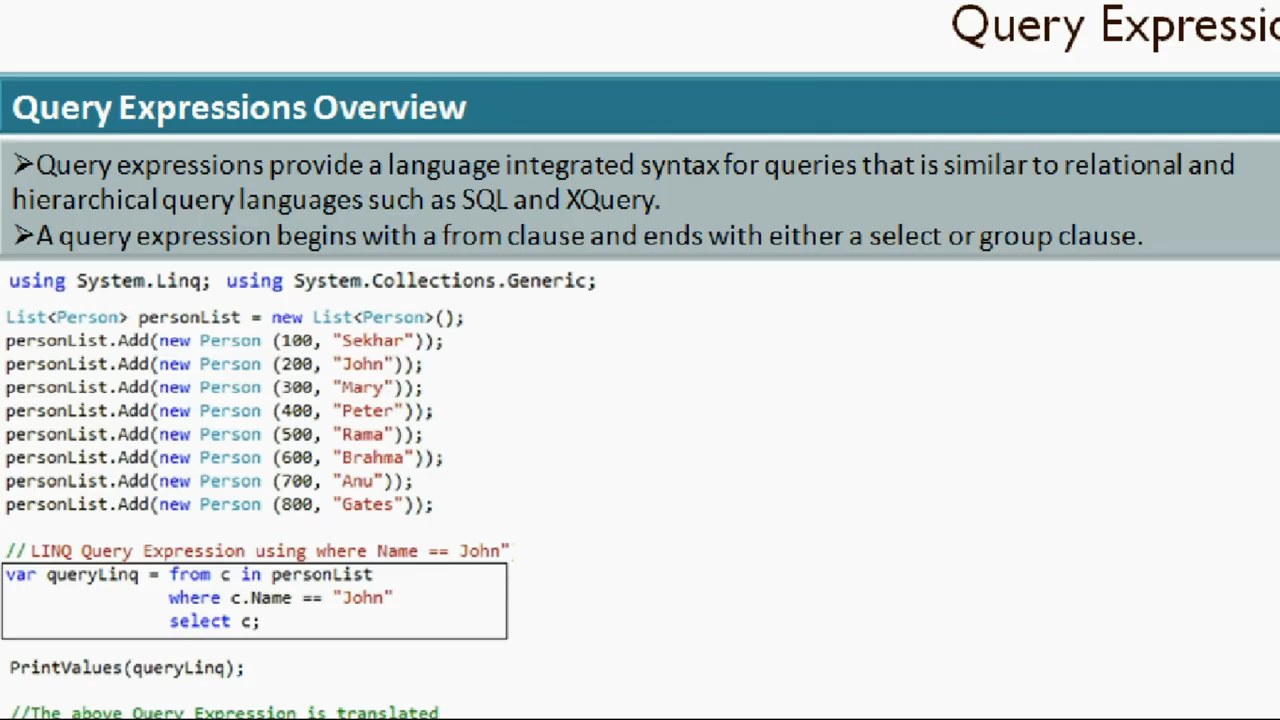 Query Expressio
Query Expressions Overview
➢Query expressions provide a language integrated syntax for queries that is similar to relational and
hierarchical query languages such as SQL and XQuery.
➢A query expression begins with a from clause and ends with either a select or group clause.
using System.Linq; using System.Collections.Generic;
List<Person> personList = new List<Person>();
personList.Add(new Person (100, "Sekhar"));
personList.Add(new Person (200, "John"));
personList.Add(new Person (300, "Mary"));
personList.Add(new Person (400, "Peter"));
personList.Add(new Person (500, "Rama"));
personList.Add(new Person (600, "Brahma"));
personList.Add(new Person (700, "Anu"));
personList.Add(new Person (800, "Gates"));
// LINQ Query Expression using where Name == John"
var queryLinq = from c in personList
where c.Name == "John"
select c;
PrintValues(queryLinq);
//The above Query Expression is translated